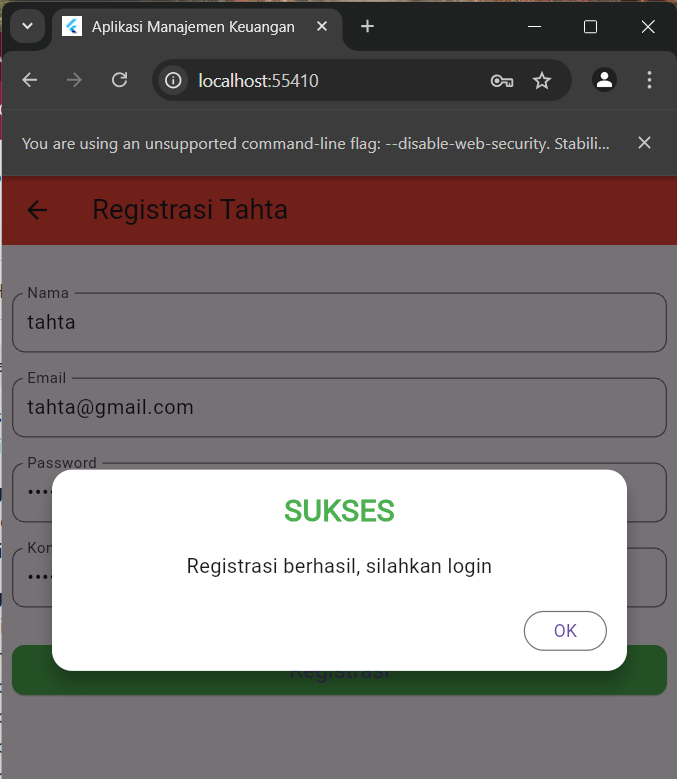 Aplikasi Manajemen Keuangan
localhost:55410
You are using an unsupported command-line flag: --disable-web-security. Stabili...
Registrasi Tahta
Nama
tahta
Email
tahta@gmail.com
Password
••••
Kon
••••
SUKSES
Registrasi berhasil, silahkan login
OK
Registrasi